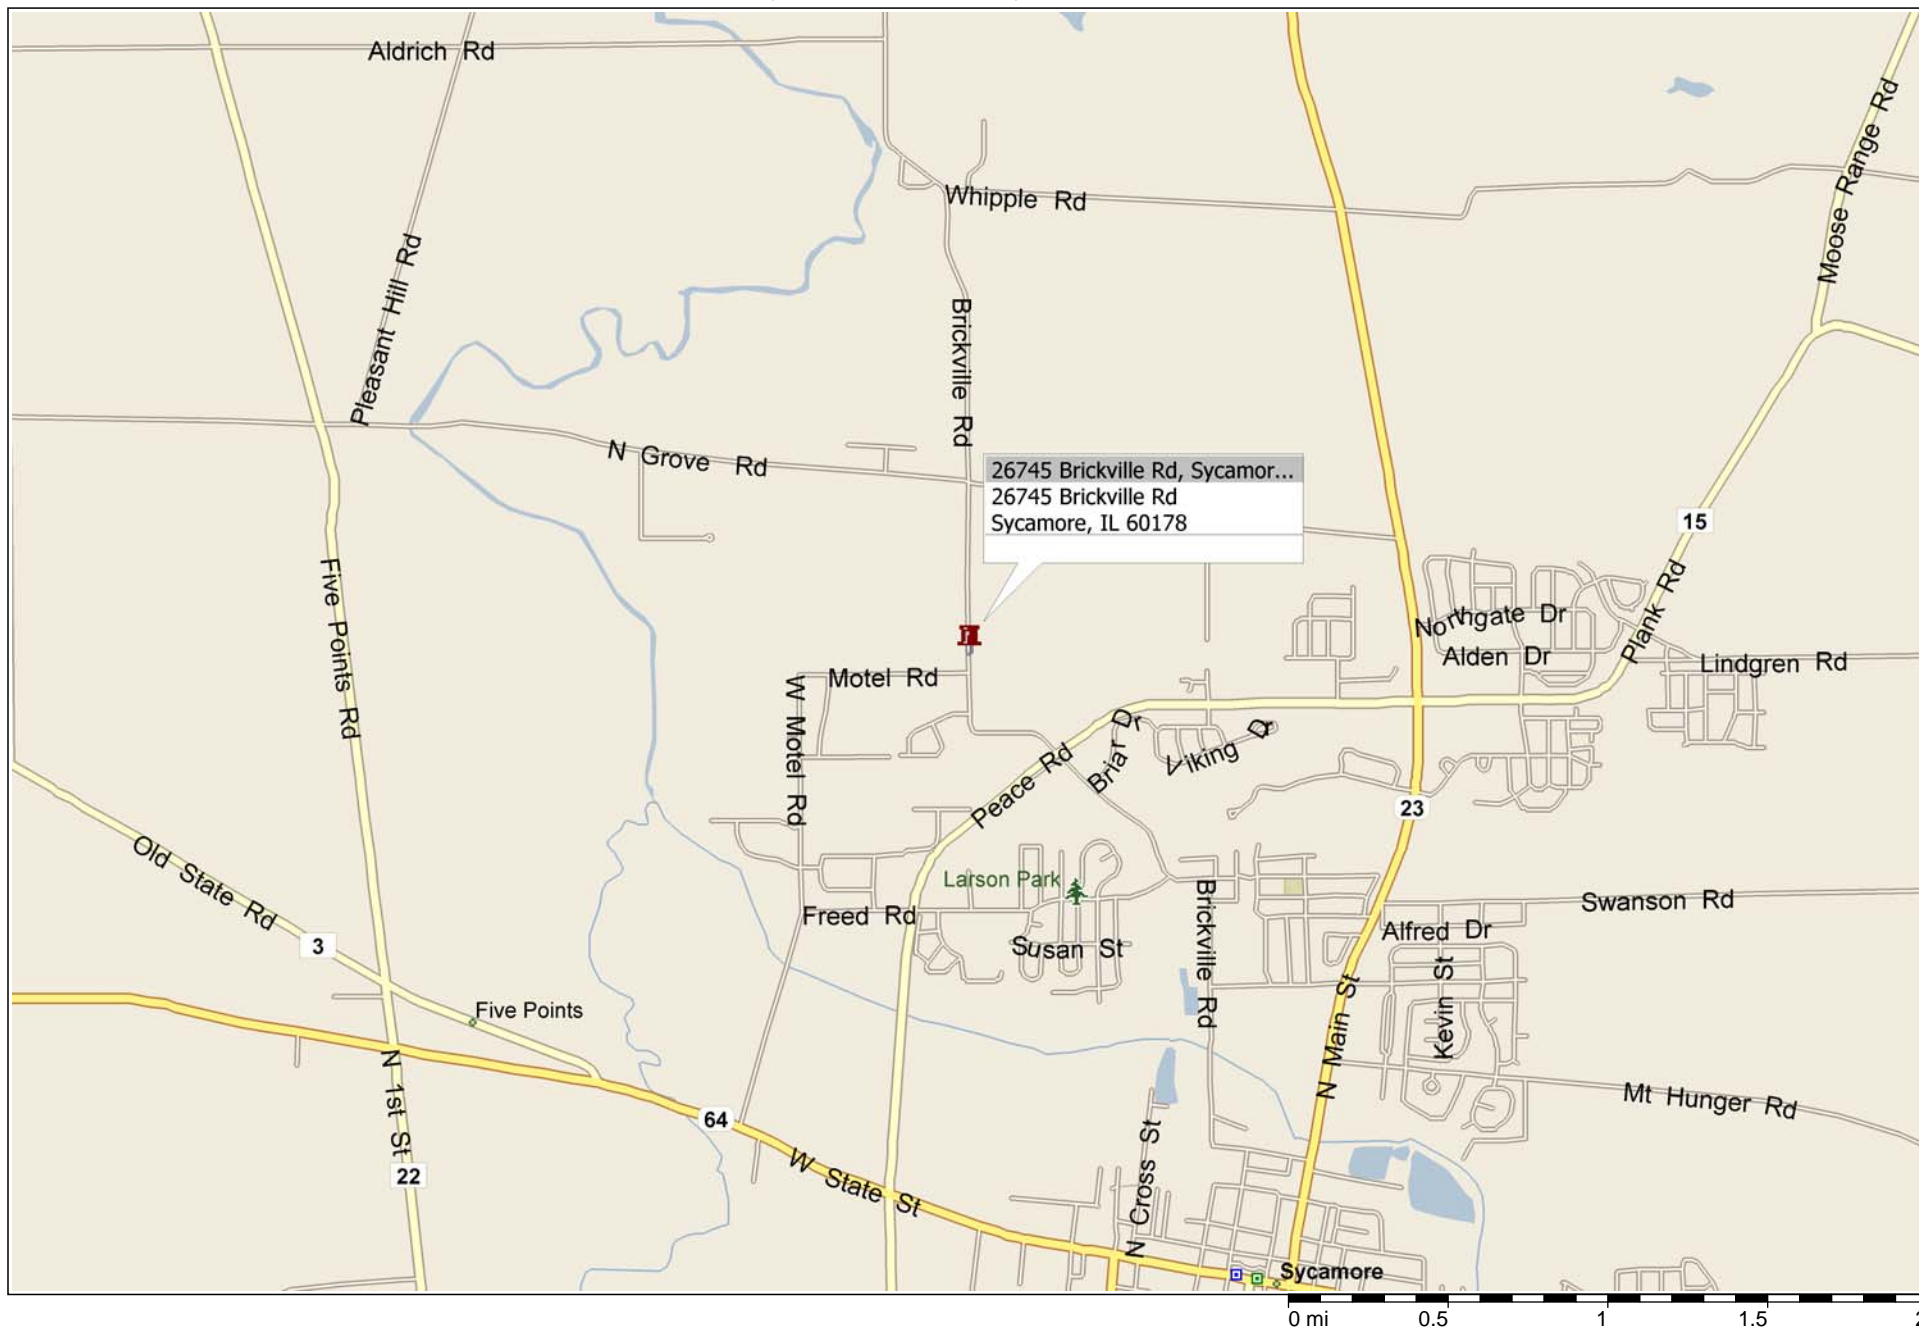 Aldrich Rd
Whipple Rd
Moose Range Rd
Pleasant Hill Rd
Brickville Rd
N Grove Rd
26745 Brickville Rd, Sycamor...
26745 Brickville Rd
Sycamore, IL 60178
15
Five Points Rd
Northgate Dr
Alden Dr
Plank Rd
Lindgren Rd
Motel Rd
W Motel Rd
Briar Dr
Viking Dr
Peace Rd
23
Old State Rd
Larson Park
Freed Rd
Susan St
Brickville Rd
Swanson Rd
Alfred Dr
3
Five Points
Kevin St
N Main St
N 1st St
64
Mt Hunger Rd
22
W State St
N Cross St
Sycamore
0 mi 0.5 1 1.5 2